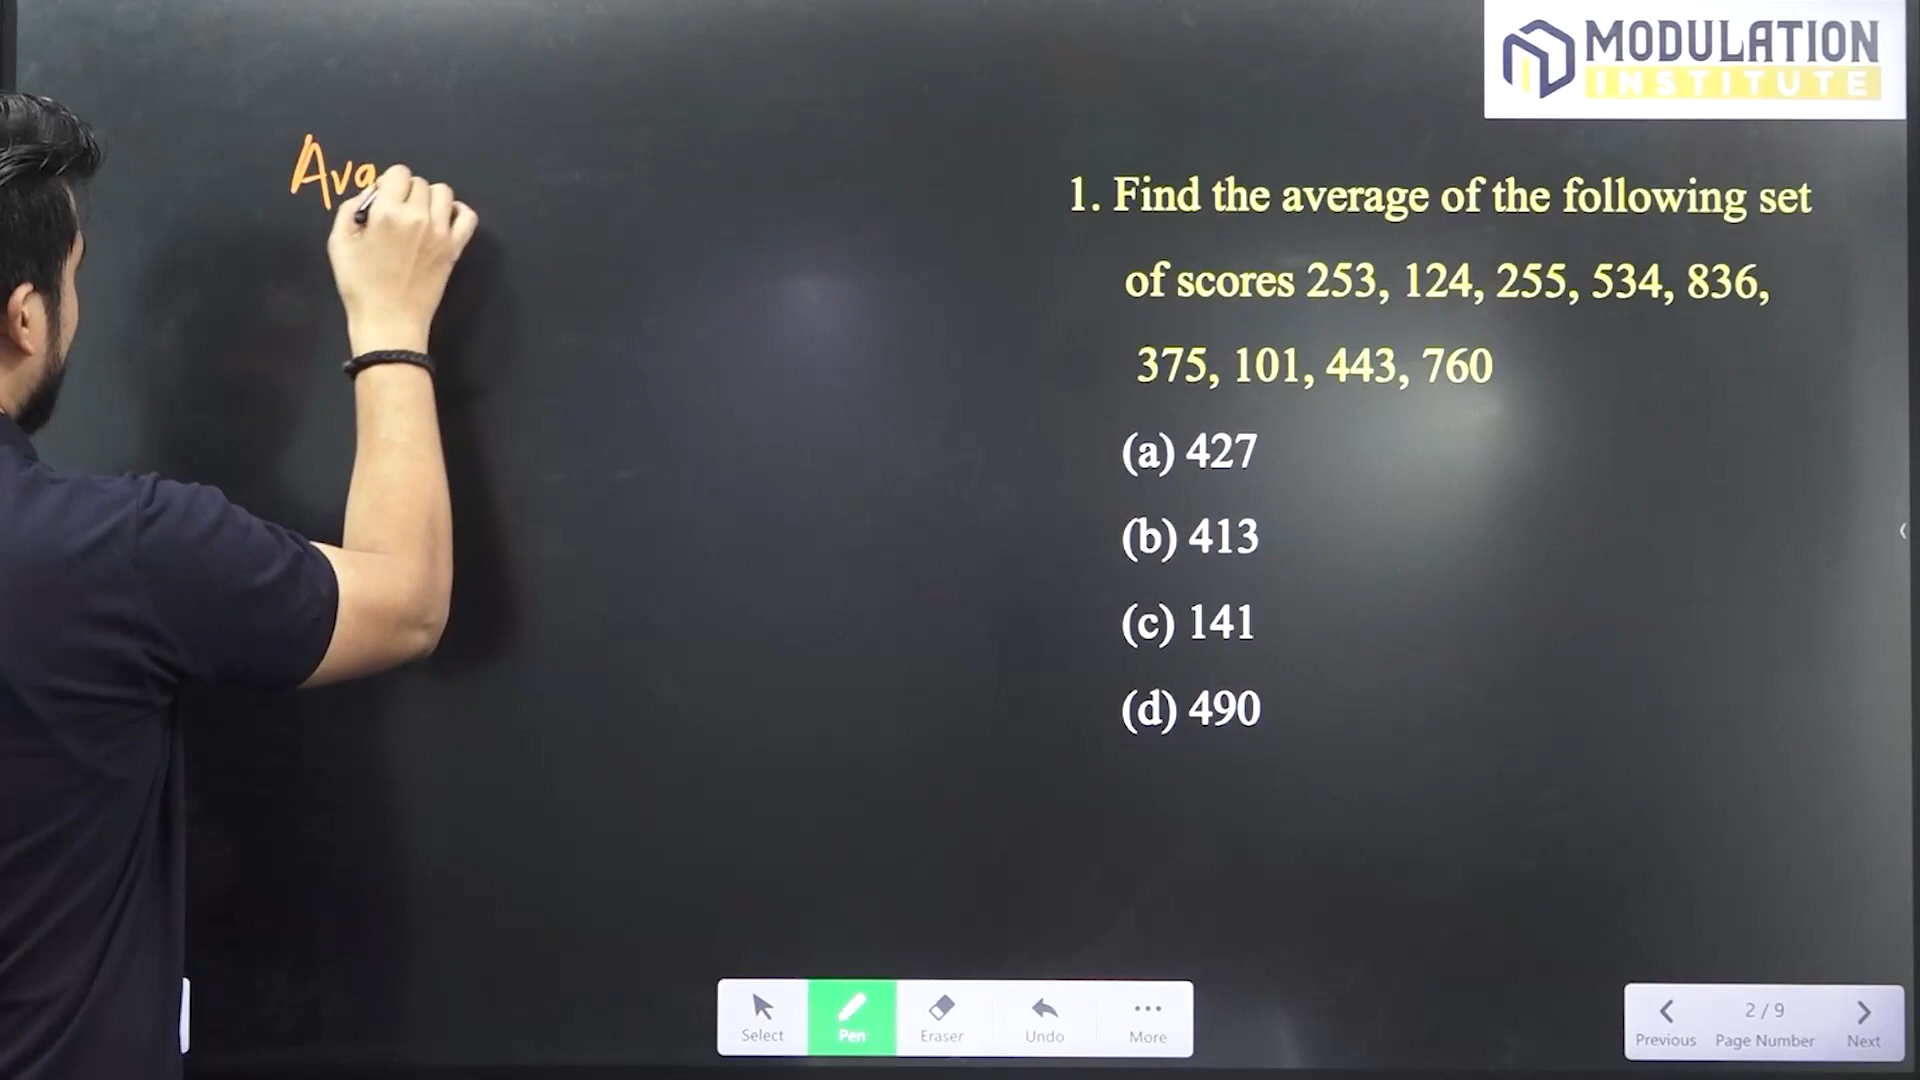 MODULATION
INSTITUTE
Avg
1. Find the average of the following set
of scores 253, 124, 255, 534, 836,
375, 101, 443, 760
(a) 427
(b) 413
(c) 141
(d) 490
Select
Pen
Eraser
Undo
More
2 / 9
Previous
Page Number
Next